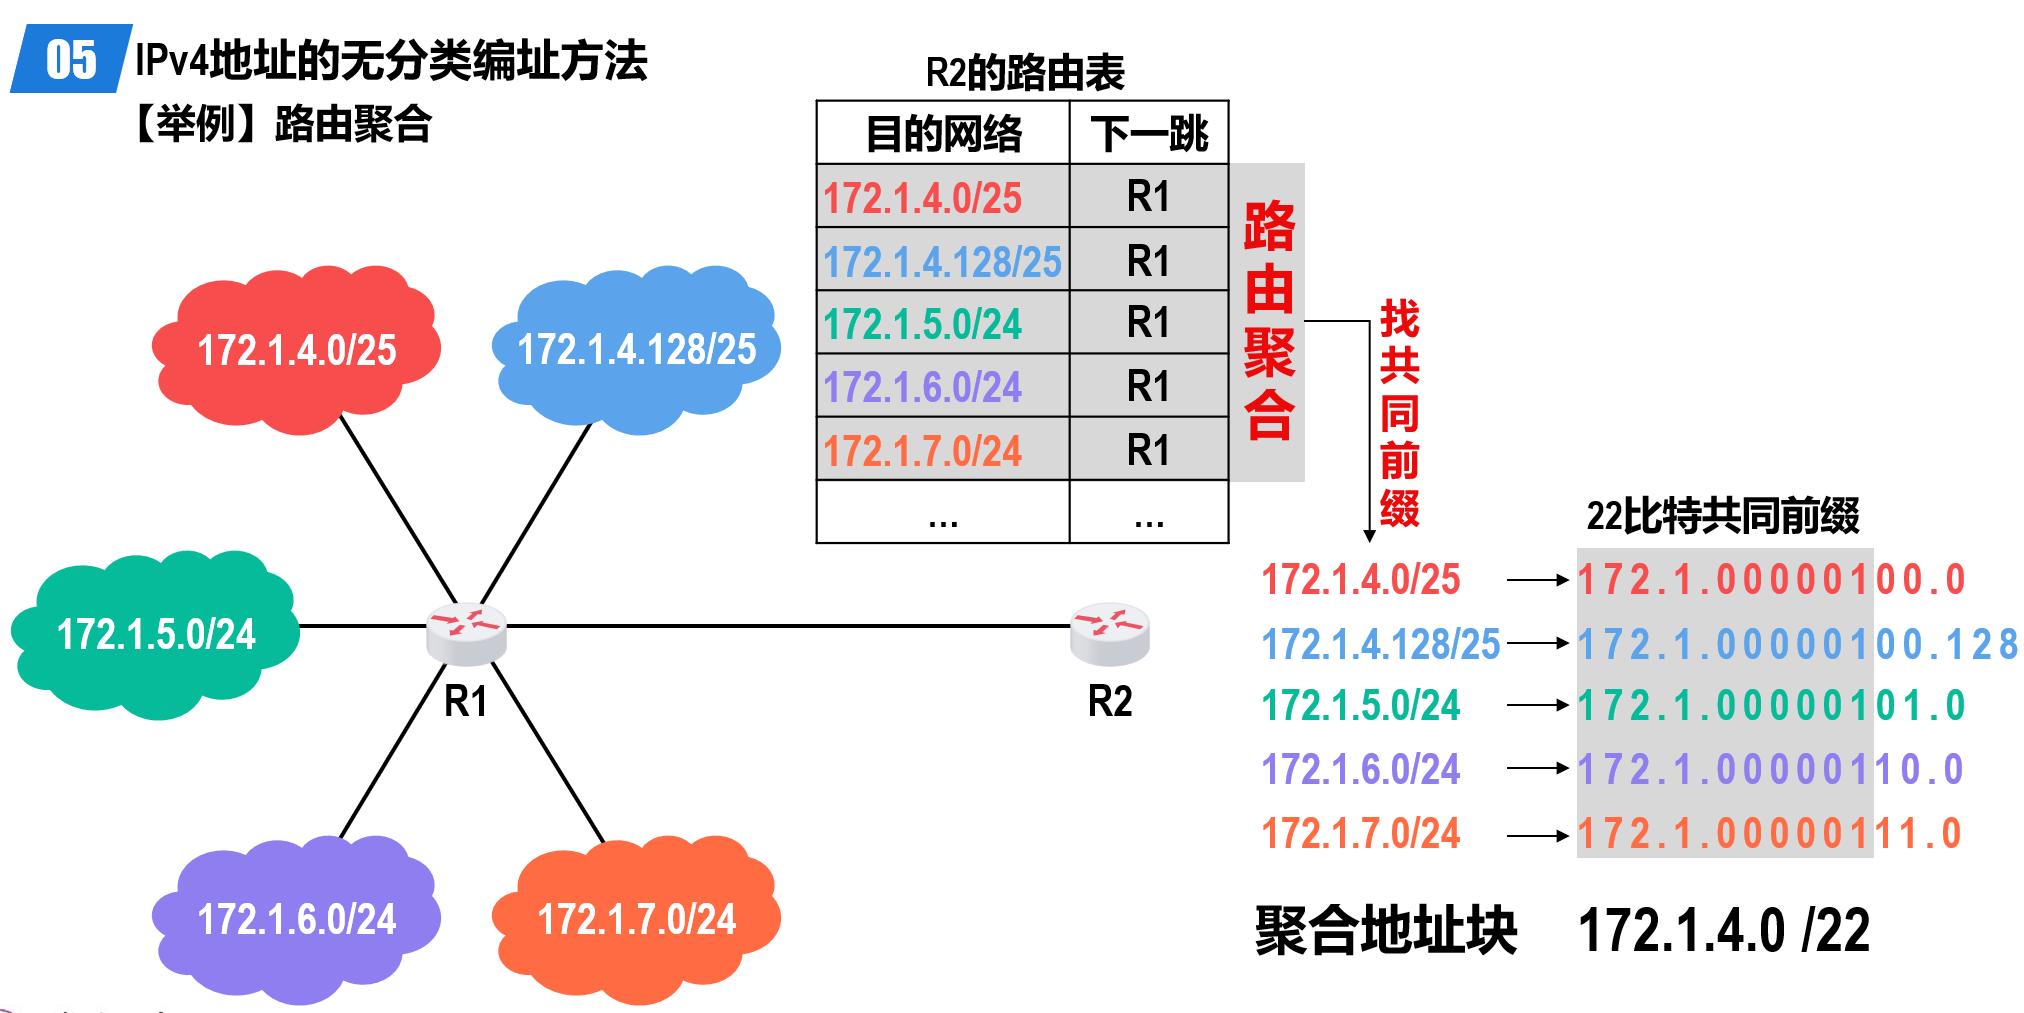 05
IPv4地址的无分类编址方法
【举例】路由聚合
R2的路由表
目的网络 下一跳
172.1.4.0/25 R1
172.1.4.128/25 R1
172.1.5.0/24 R1
172.1.6.0/24 R1
172.1.7.0/24 R1
... ...
路由聚合
找共同前缀
172.1.4.0/25
172.1.4.128/25
172.1.5.0/24
172.1.6.0/24
172.1.7.0/24
R1
R2
22比特共同前缀
172.1.4.0/25 172.1.00000100.0
172.1.4.128/25 172.1.00000100.128
172.1.5.0/24 172.1.00000101.0
172.1.6.0/24 172.1.00000110.0
172.1.7.0/24 172.1.00000111.0
聚合地址块 172.1.4.0 /22